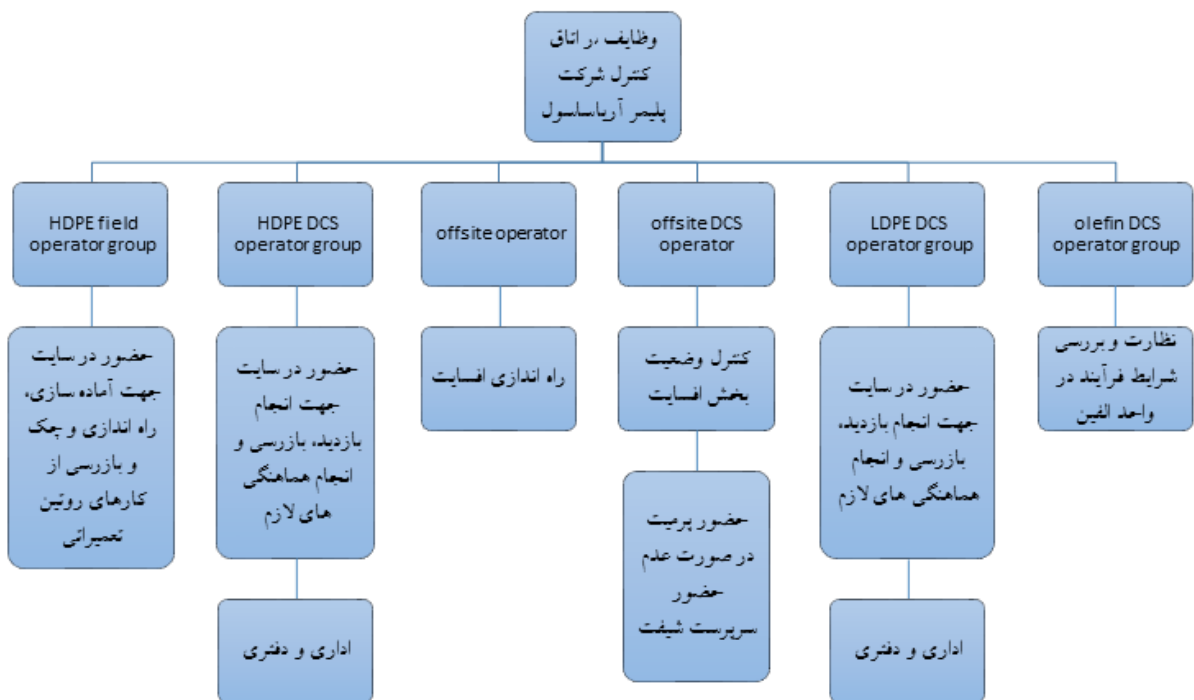 وظایف در اتاق
کنترل شرکت
پلیمر آریاساسول
HDPE field
operator group
HDPE DCS
operator group
offsite operator
offsite DCS
operator
LDPE DCS
operator group
olefin DCS
operator group
حضور در سایت
جهت آماده سازی،
راه اندازی و چک
و بازرسی از
کارهای روتین
تعمیراتی
حضور در سایت
جهت انجام
بازدید، بازرسی و
انجام هماهنگی
های لازم
راه اندازی افسایت
کنترل وضعیت
بخش افسایت
حضور در سایت
جهت انجام بازدید،
بازرسی و انجام
هماهنگی های لازم
نظارت و بررسی
شرایط فرآیند در
واحد الفین
اداری و دفتری
حضور پرمیت
در صورت عدم
حضور
سرپرست شیفت
اداری و دفتری